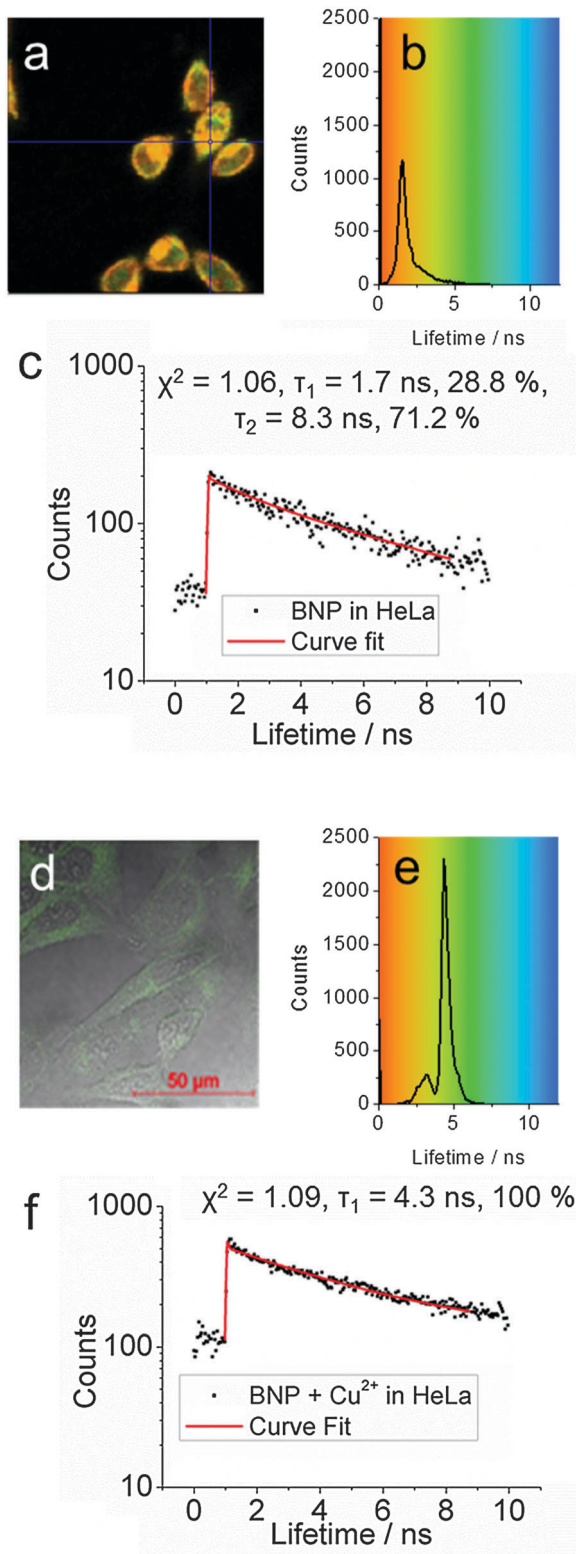 a
b
2500
2000
1500
1000
500
0
Counts
0
5
10
Lifetime / ns
c
1000
100
10
Counts
χ² = 1.06, τ₁ = 1.7 ns, 28.8 %,
τ₂ = 8.3 ns, 71.2 %
BNP in HeLa
Curve fit
0 2 4 6 8 10
Lifetime / ns
d
50 µm
e
2500
2000
1500
1000
500
0
Counts
0
5
10
Lifetime / ns
f
1000
100
10
Counts
χ² = 1.09, τ₁ = 4.3 ns, 100 %
BNP + Cu²⁺ in HeLa
Curve Fit
0 2 4 6 8 10
Lifetime / ns